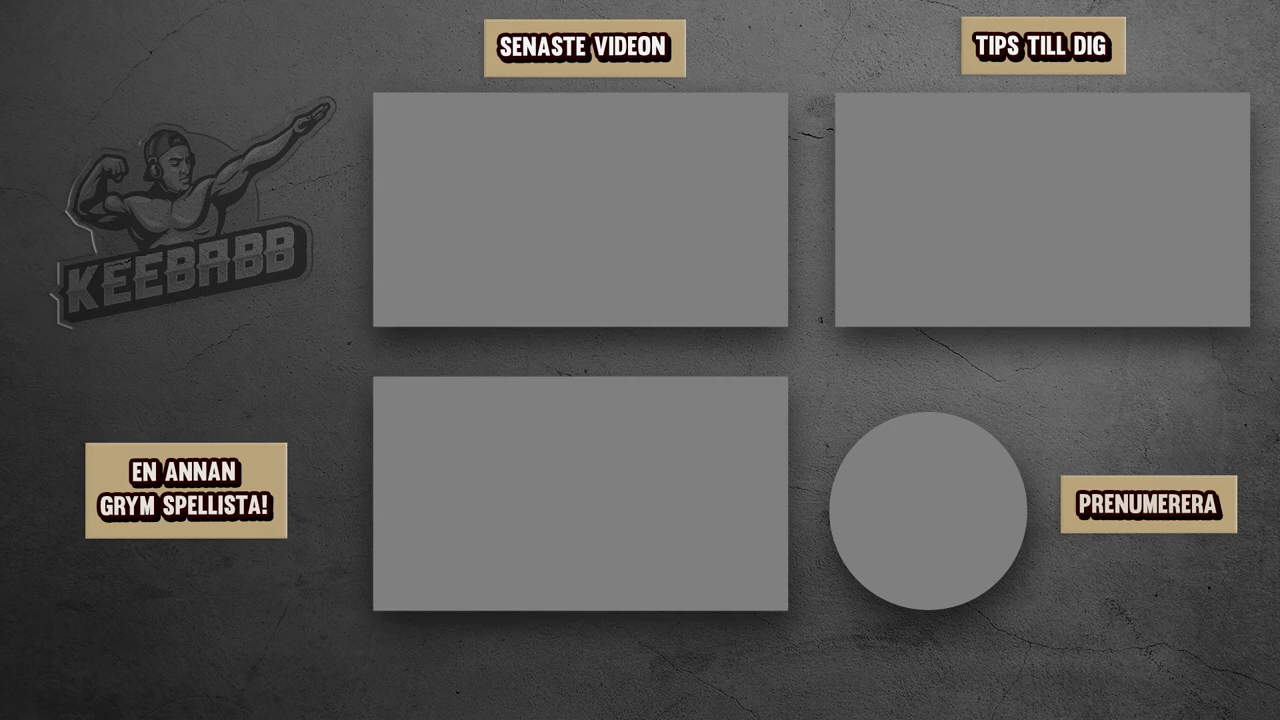 SENASTE VIDEON
TIPS TILL DIG
KEEBABB
EN ANNAN
GRYM SPELLISTA!
PRENUMERERA